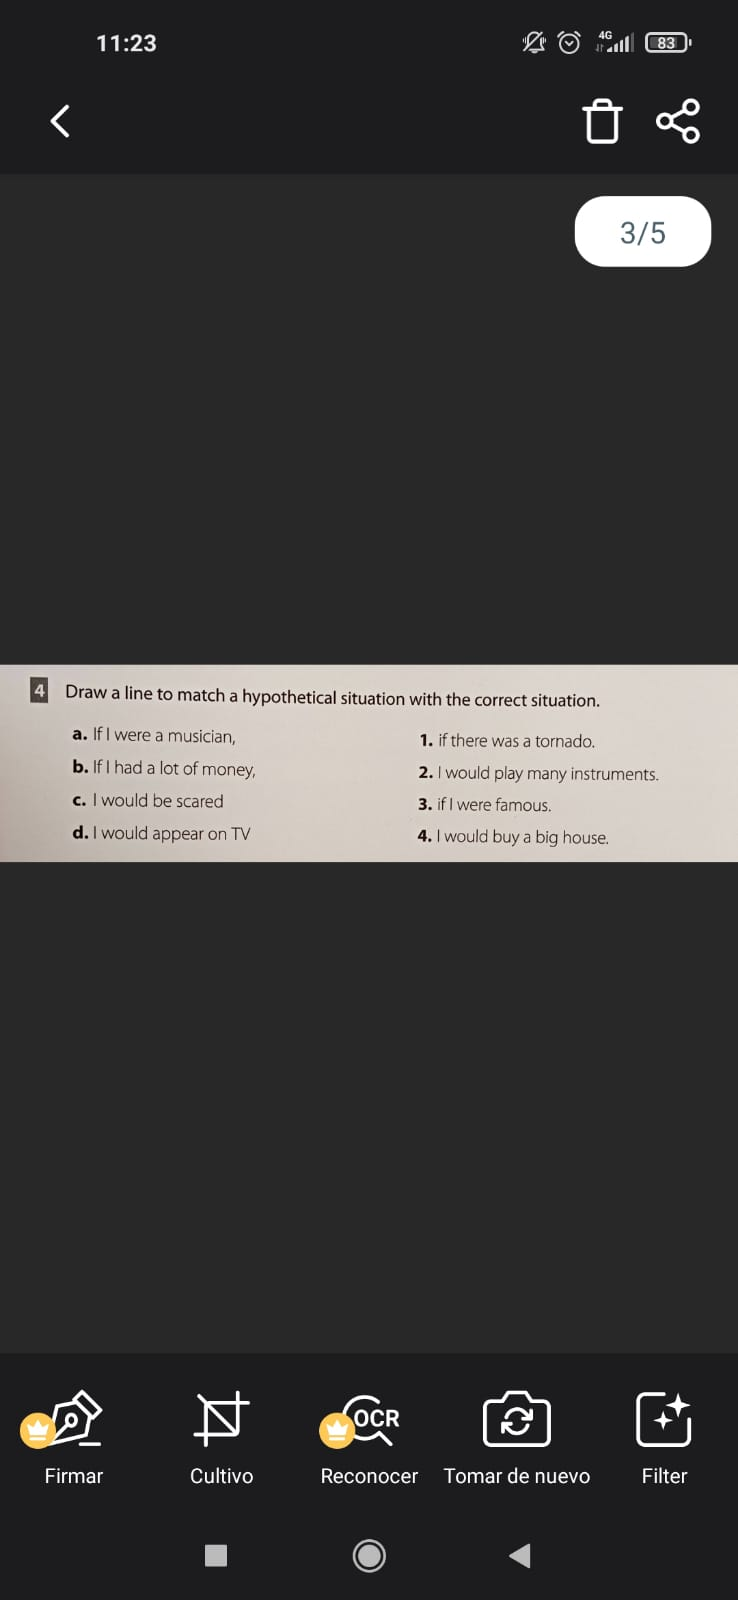 11:23
4G
83
3/5
4 Draw a line to match a hypothetical situation with the correct situation.
a. If I were a musician,
b. If I had a lot of money,
c. I would be scared
d. I would appear on TV
1. if there was a tornado.
2. I would play many instruments.
3. if I were famous.
4. I would buy a big house.
OCR
Firmar
Cultivo
Reconocer
Tomar de nuevo
Filter